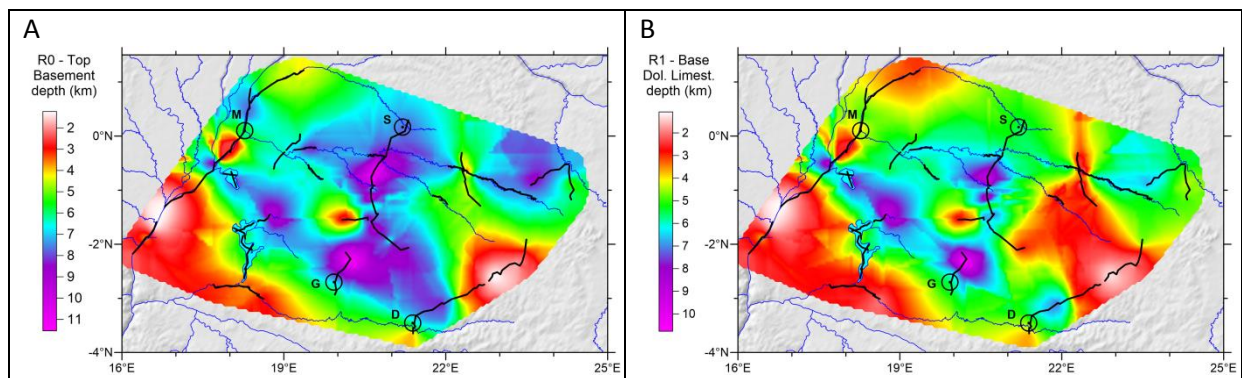 A
R0 - Top
Basement
depth (km)
2
3
4
5
6
7
8
9
10
11
M
S
G
D
0°N
-2°N
-4°N
16°E
19°E
22°E
25°E
B
R1 - Base
Dol. Limest.
depth (km)
2
3
4
5
6
7
8
9
10
M
S
G
D
0°N
-2°N
-4°N
16°E
19°E
22°E
25°E